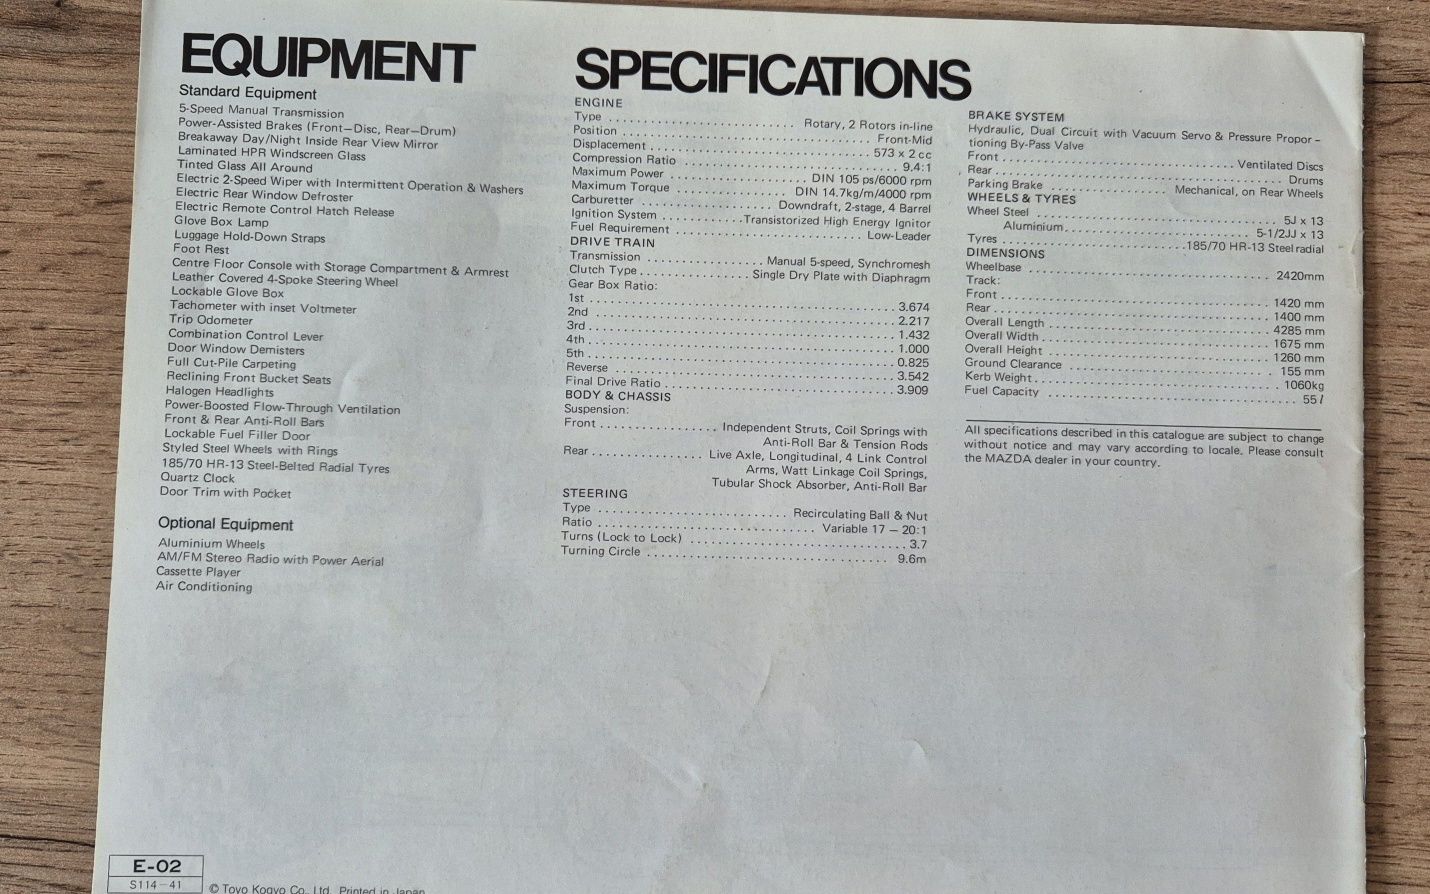 EQUIPMENT
Standard Equipment
5-Speed Manual Transmission
Power-Assisted Brakes (Front—Disc, Rear—Drum)
Breakaway Day/Night Inside Rear View Mirror
Laminated HPR Windscreen Glass
Tinted Glass All Around
Electric 2-Speed Wiper with Intermittent Operation & Washers
Electric Rear Window Defroster
Electric Remote Control Hatch Release
Glove Box Lamp
Luggage Hold-Down Straps
Foot Rest
Centre Floor Console with Storage Compartment & Armrest
Leather Covered 4-Spoke Steering Wheel
Lockable Glove Box
Tachometer with inset Voltmeter
Trip Odometer
Combination Control Lever
Door Window Demisters
Full Cut-Pile Carpeting
Reclining Front Bucket Seats
Halogen Headlights
Power-Boosted Flow-Through Ventilation
Front & Rear Anti-Roll Bars
Lockable Fuel Filler Door
Styled Steel Wheels with Rings
185/70 HR-13 Steel-Belted Radial Tyres
Quartz Clock
Door Trim with Pocket
Optional Equipment
Aluminium Wheels
AM/FM Stereo Radio with Power Aerial
Cassette Player
Air Conditioning
SPECIFICATIONS
ENGINE
Type . . . . . Rotary, 2 Rotors in-line
Position . . . . . Front-Mid
Displacement . . . . . 573 x 2 cc
Compression Ratio . . . . . 9.4:1
Maximum Power . . . . . DIN 105 ps/6000 rpm
Maximum Torque . . . . . DIN 14.7kg/m/4000 rpm
Carburetter . . . . . Downdraft, 2-stage, 4 Barrel
Ignition System . . . . . Transistorized High Energy Ignitor
Fuel Requirement . . . . . Low-Leader
DRIVE TRAIN
Transmission . . . . . Manual 5-speed, Synchromesh
Clutch Type . . . . . Single Dry Plate with Diaphragm
Gear Box Ratio:
1st . . . . . 3.674
2nd . . . . . 2.217
3rd . . . . . 1.432
4th . . . . . 1.000
5th . . . . . 0.825
Reverse . . . . . 3.542
Final Drive Ratio . . . . . 3.909
BODY & CHASSIS
Suspension:
Front . . . . . Independent Struts, Coil Springs with
Anti-Roll Bar & Tension Rods
Rear . . . . . Live Axle, Longitudinal, 4 Link Control
Arms, Watt Linkage Coil Springs,
Tubular Shock Absorber, Anti-Roll Bar
STEERING
Type . . . . . Recirculating Ball & Nut
Ratio . . . . . Variable 17 – 20:1
Turns (Lock to Lock) . . . . . 3.7
Turning Circle . . . . . 9.6m
BRAKE SYSTEM
Hydraulic, Dual Circuit with Vacuum Servo & Pressure Propor-
tioning By-Pass Valve
Front . . . . . Ventilated Discs
Rear . . . . . Drums
Parking Brake . . . . . Mechanical, on Rear Wheels
WHEELS & TYRES
Wheel Steel . . . . . 5J x 13
Aluminium . . . . . 5-1/2JJ x 13
Tyres . . . . . 185/70 HR-13 Steel radial
DIMENSIONS
Wheelbase . . . . . 2420mm
Track:
Front . . . . . 1420 mm
Rear . . . . . 1400 mm
Overall Length . . . . . 4285 mm
Overall Width . . . . . 1675 mm
Overall Height . . . . . 1260 mm
Ground Clearance . . . . . 155 mm
Kerb Weight . . . . . 1060kg
Fuel Capacity . . . . . 55 l
All specifications described in this catalogue are subject to change
without notice and may vary according to locale. Please consult
the MAZDA dealer in your country.
E-02
S114-41
© Toyo Kogyo Co., Ltd. Printed in Japan